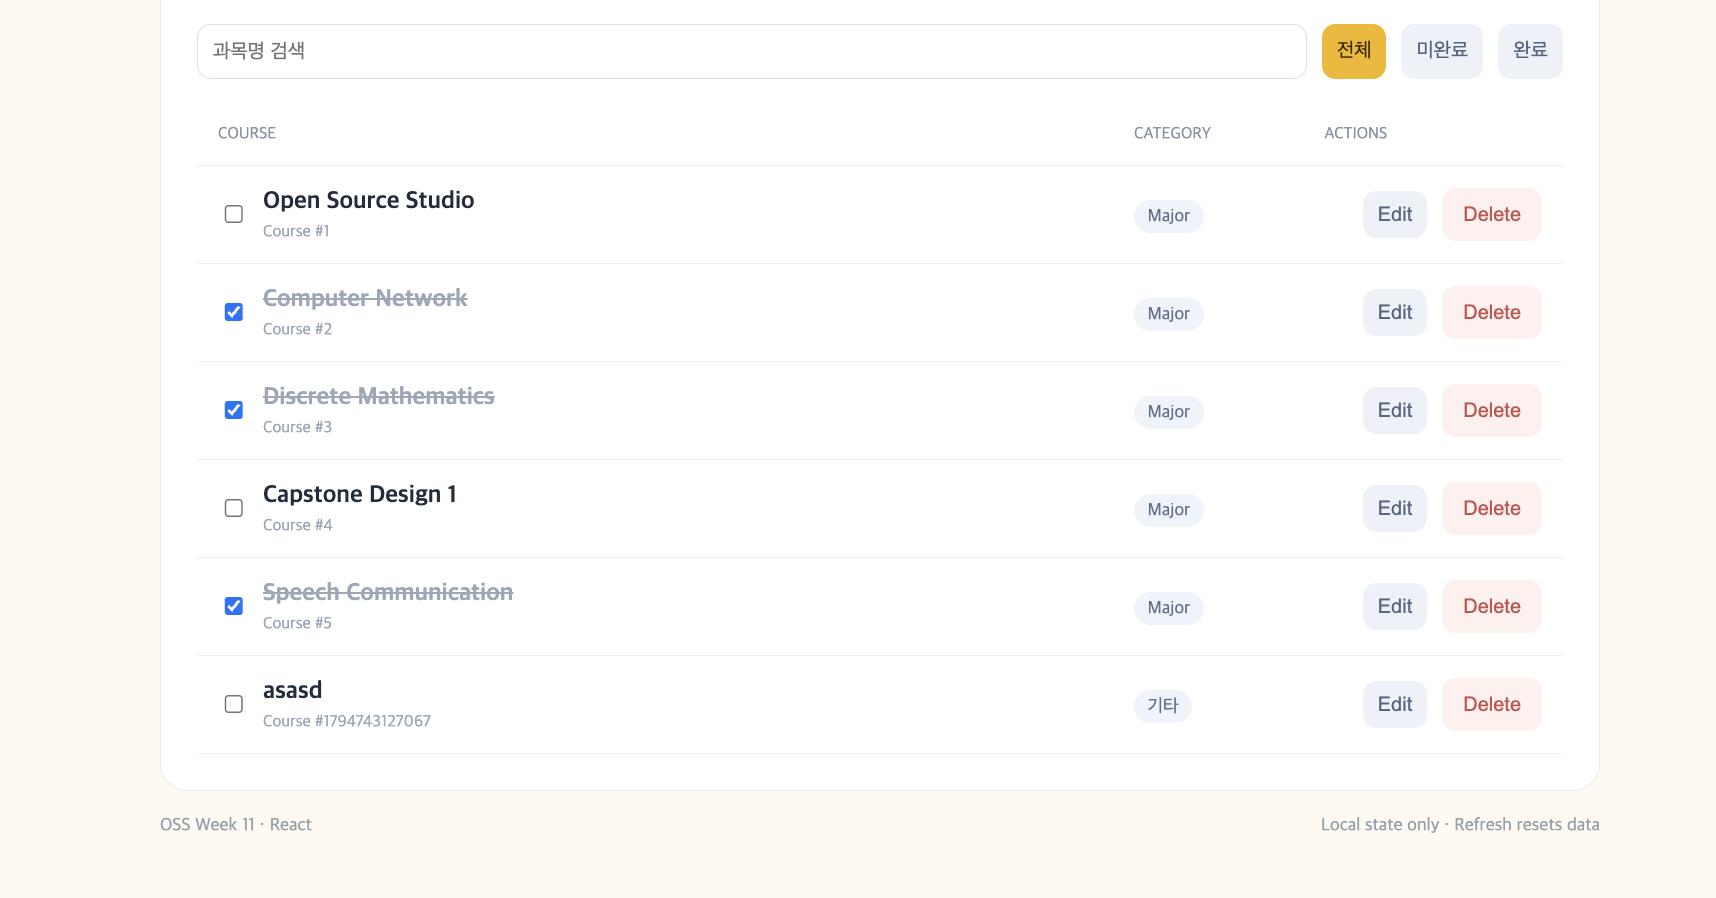 과목명 검색 전체 미완료 완료
COURSE CATEGORY ACTIONS
Open Source Studio
Course #1
Major Edit Delete
Computer Network
Course #2
Major Edit Delete
Discrete Mathematics
Course #3
Major Edit Delete
Capstone Design 1
Course #4
Major Edit Delete
Speech Communication
Course #5
Major Edit Delete
asasd
Course #1794743127067
기타 Edit Delete
OSS Week 11 · React Local state only · Refresh resets data